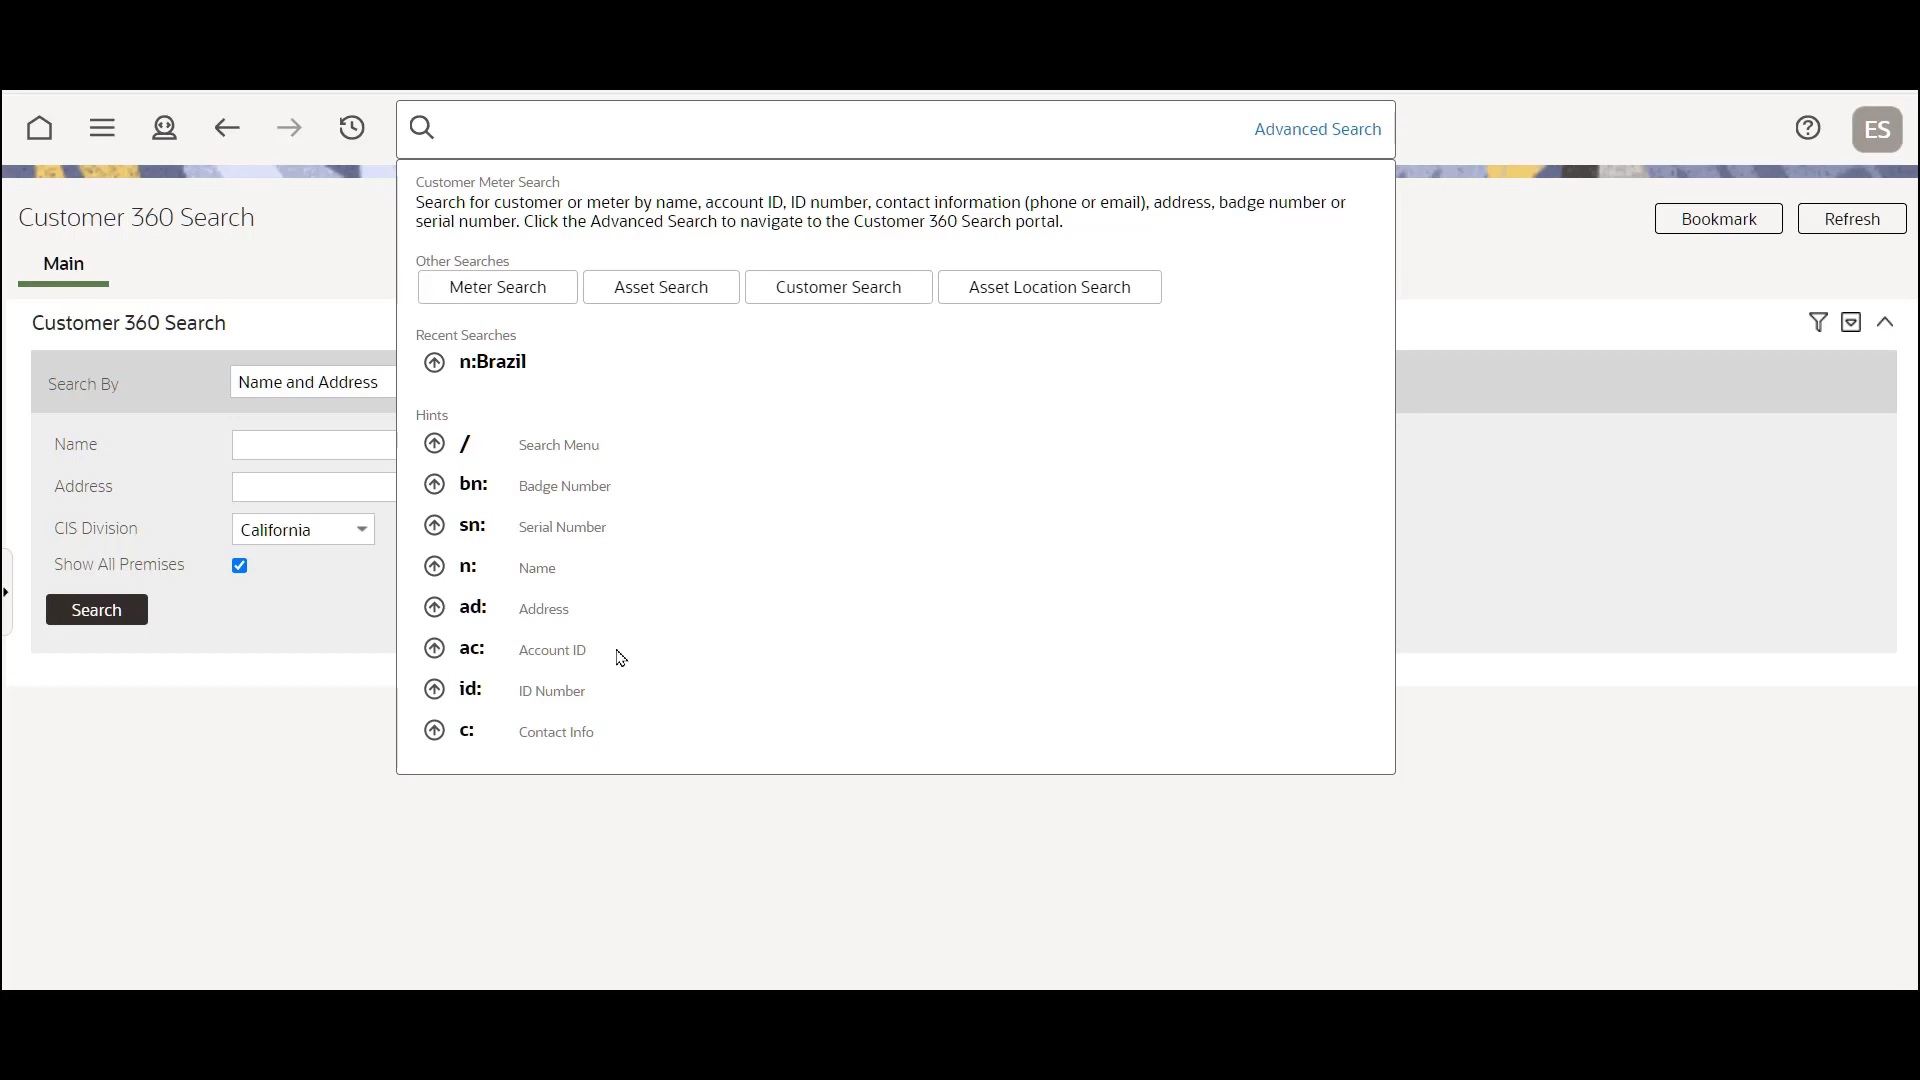 Advanced Search
ES
Customer Meter Search
Search for customer or meter by name, account ID, ID number, contact information (phone or email), address, badge number or
serial number. Click the Advanced Search to navigate to the Customer 360 Search portal.
Customer 360 Search
Bookmark
Refresh
Main
Other Searches
Meter Search
Asset Search
Customer Search
Asset Location Search
Customer 360 Search
Recent Searches
n:Brazil
Search By
Name and Address
Hints
/ Search Menu
bn: Badge Number
sn: Serial Number
n: Name
ad: Address
ac: Account ID
id: ID Number
c: Contact Info
Name
Address
CIS Division
California
Show All Premises
Search